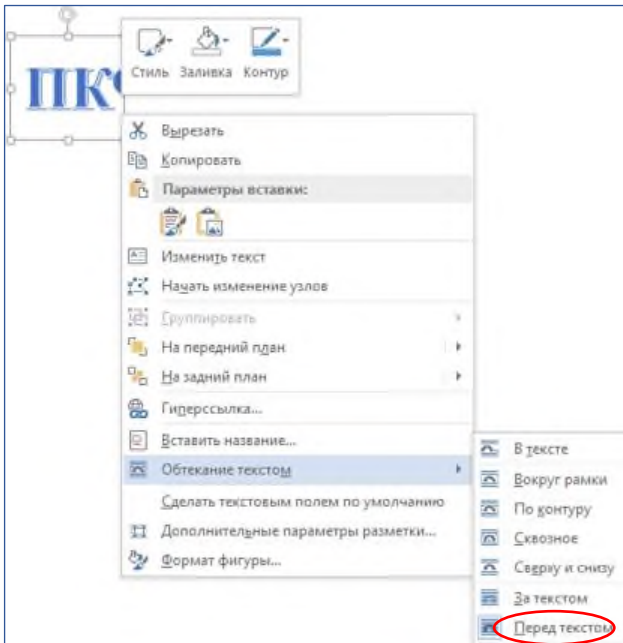 Стиль Заливка Контур
ПК
Вырезать
Копировать
Параметры вставки:
Изменить текст
Начать изменение узлов
Группировать
На передний план
На задний план
Гиперссылка...
Вставить название...
Обтекание текстом
Сделать текстовым полем по умолчанию
Дополнительные параметры разметки...
Формат фигуры...
В тексте
Вокруг рамки
По контуру
Сквозное
Сверху и снизу
За текстом
Перед текстом